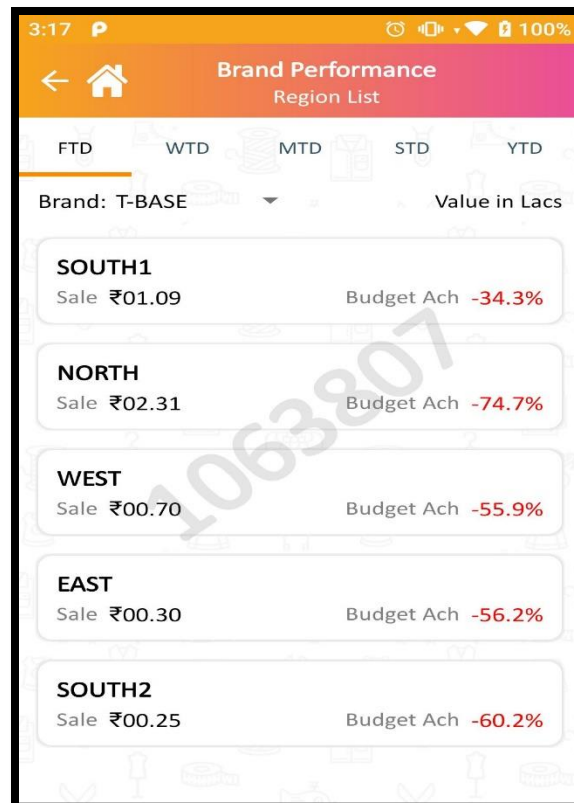 3:17 P 100%
Brand Performance
Region List
FTD WTD MTD STD YTD
Brand: T-BASE Value in Lacs
SOUTH1
Sale ₹01.09 Budget Ach -34.3%
NORTH
Sale ₹02.31 Budget Ach -74.7%
1063807
WEST
Sale ₹00.70 Budget Ach -55.9%
EAST
Sale ₹00.30 Budget Ach -56.2%
SOUTH2
Sale ₹00.25 Budget Ach -60.2%